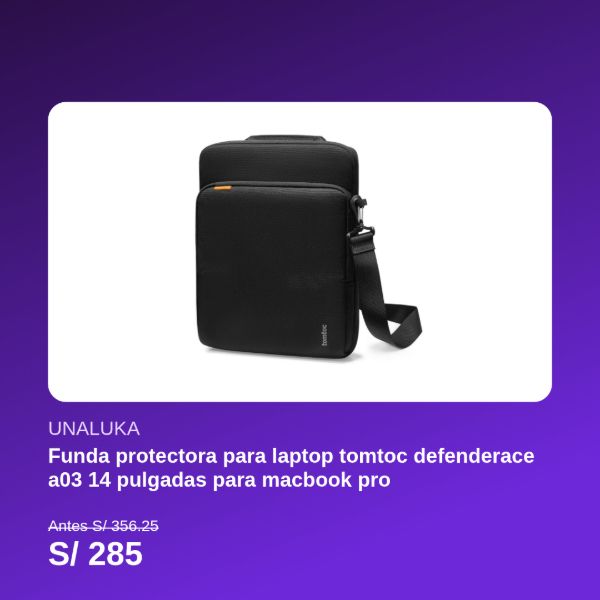 tomtoc
UNALUKA
Funda protectora para laptop tomtoc defenderace
a03 14 pulgadas para macbook pro
Antes S/ 356.25
S/ 285